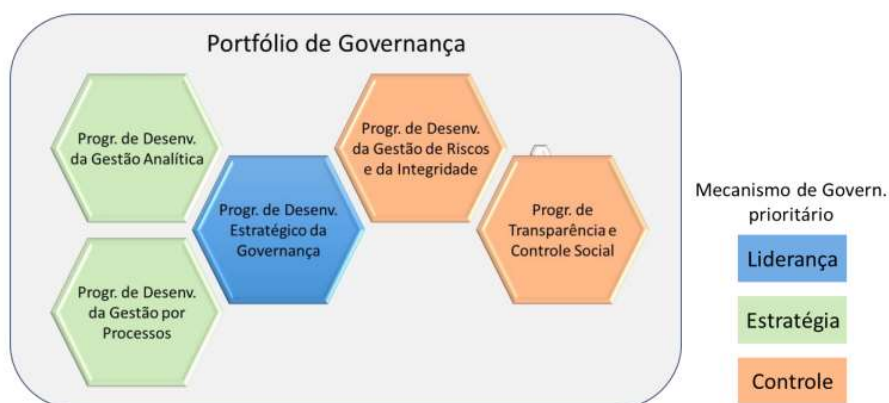 Portfólio de Governança
Progr. de Desenv.
da Gestão Analítica
Progr. de Desenv.
Estratégico da
Governança
Progr. de Desenv.
da Gestão por
Processos
Progr. de Desenv.
da Gestão de Riscos
e da Integridade
Progr. de
Transparência e
Controle Social
Mecanismo de Govern.
prioritário
Liderança
Estratégia
Controle